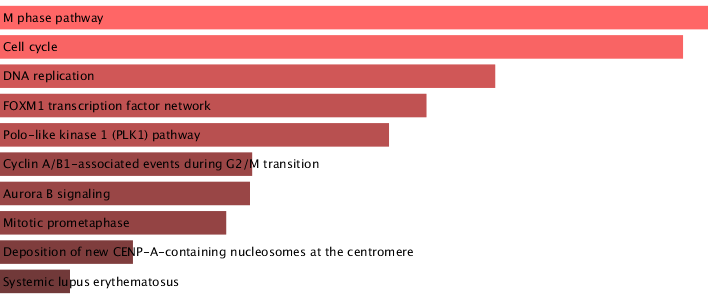 M phase pathway
Cell cycle
DNA replication
FOXM1 transcription factor network
Polo-like kinase 1 (PLK1) pathway
Cyclin A/B1-associated events during G2/M transition
Aurora B signaling
Mitotic prometaphase
Deposition of new CENP-A-containing nucleosomes at the centromere
Systemic lupus erythematosus